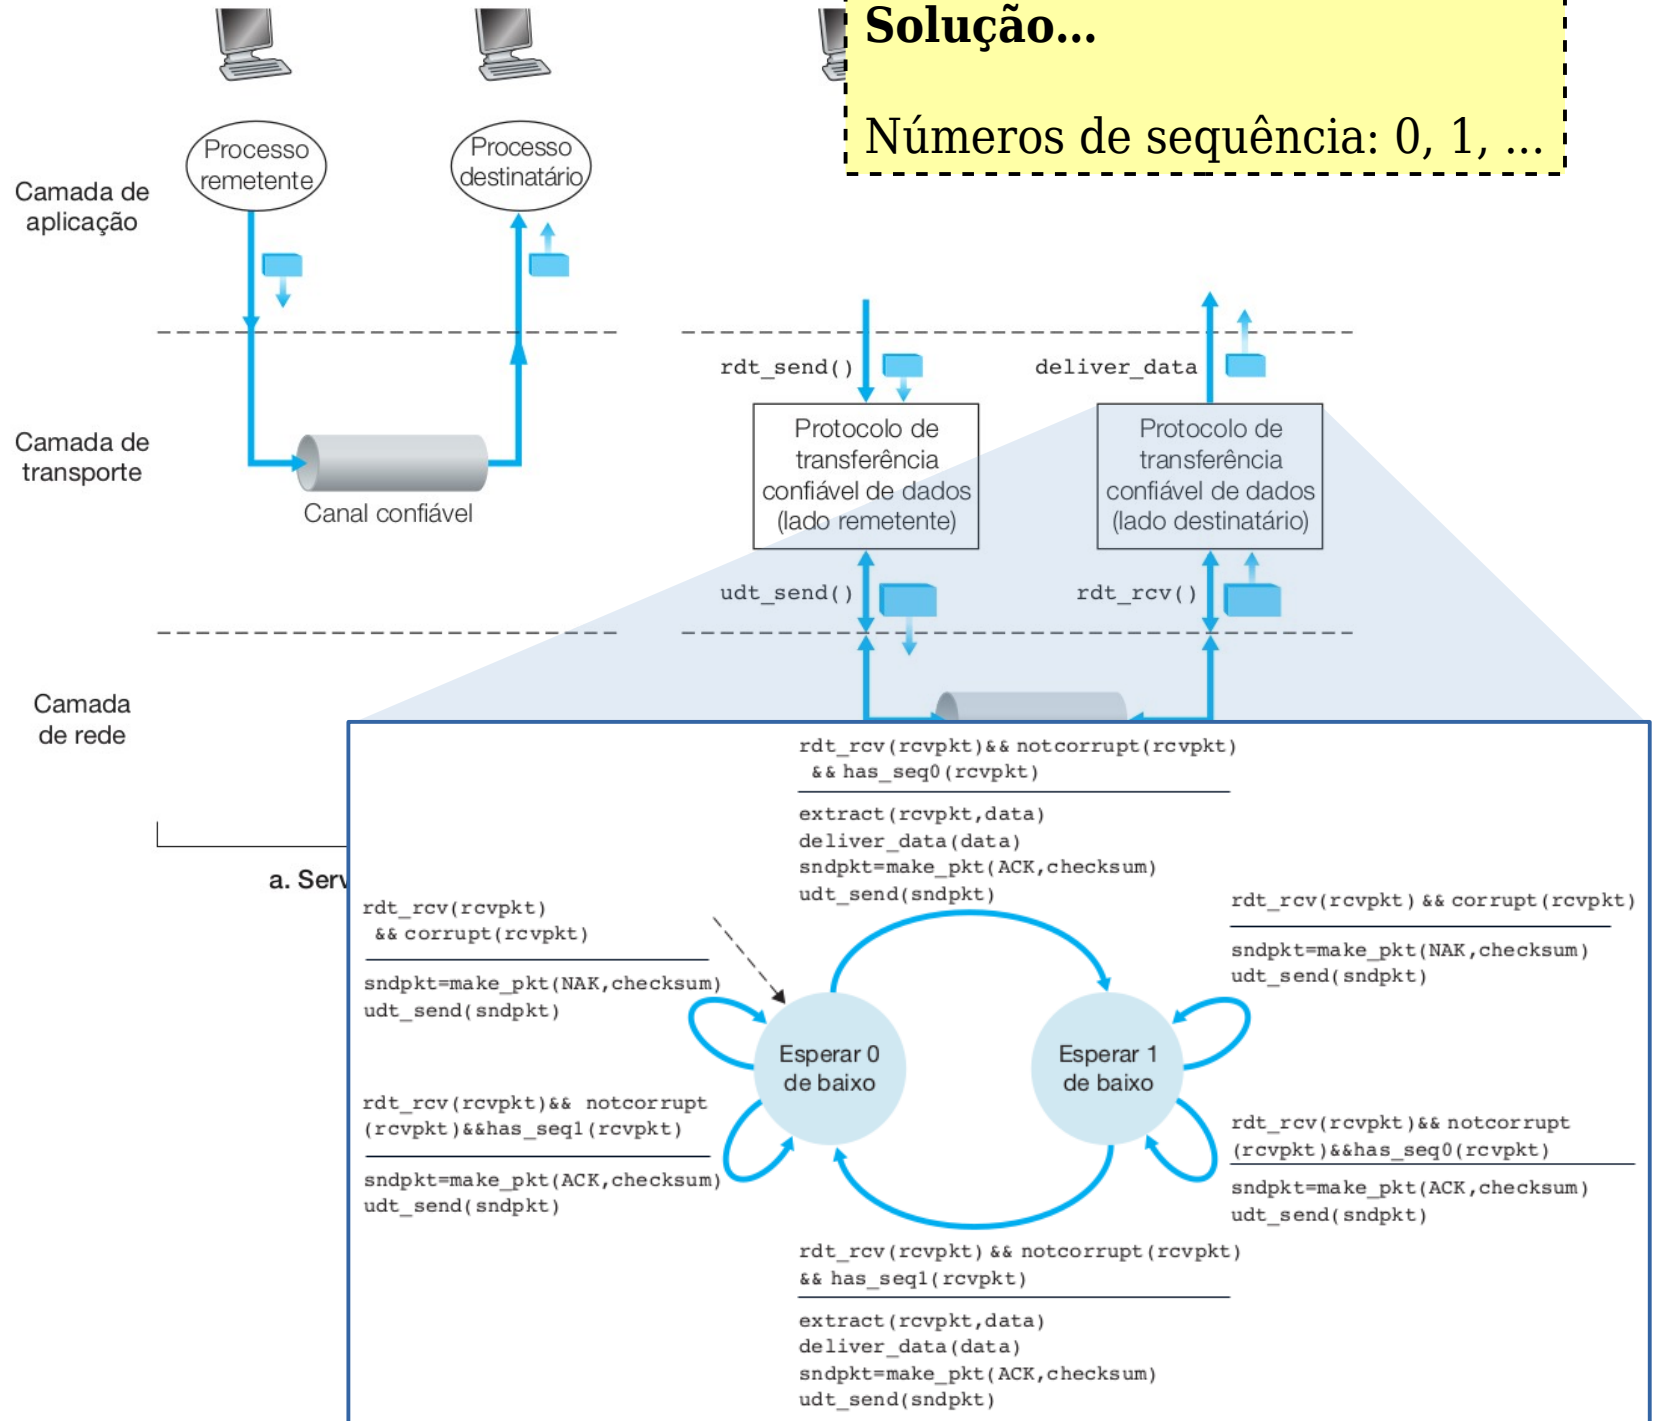 Solução...
Números de sequência: 0, 1, ...
Processo
remetente
Processo
destinatário
Camada de
aplicação
rdt_send()
deliver_data
Camada de
transporte
Canal confiável
Protocolo de
transferência
confiável de dados
(lado remetente)
Protocolo de
transferência
confiável de dados
(lado destinatário)
udt_send()
rdt_rcv()
Camada
de rede
a. Serv
rdt_rcv(rcvpkt)&& notcorrupt(rcvpkt)
&& has_seq0(rcvpkt)
extract(rcvpkt,data)
deliver_data(data)
sndpkt=make_pkt(ACK,checksum)
udt_send(sndpkt)
rdt_rcv(rcvpkt)
&& corrupt(rcvpkt)
sndpkt=make_pkt(NAK,checksum)
udt_send(sndpkt)
rdt_rcv(rcvpkt) && corrupt(rcvpkt)
sndpkt=make_pkt(NAK,checksum)
udt_send(sndpkt)
Esperar 0
de baixo
Esperar 1
de baixo
rdt_rcv(rcvpkt)&& notcorrupt
(rcvpkt)&&has_seq1(rcvpkt)
sndpkt=make_pkt(ACK,checksum)
udt_send(sndpkt)
rdt_rcv(rcvpkt)&& notcorrupt
(rcvpkt)&&has_seq0(rcvpkt)
sndpkt=make_pkt(ACK,checksum)
udt_send(sndpkt)
rdt_rcv(rcvpkt) && notcorrupt(rcvpkt)
&& has_seq1(rcvpkt)
extract(rcvpkt,data)
deliver_data(data)
sndpkt=make_pkt(ACK,checksum)
udt_send(sndpkt)